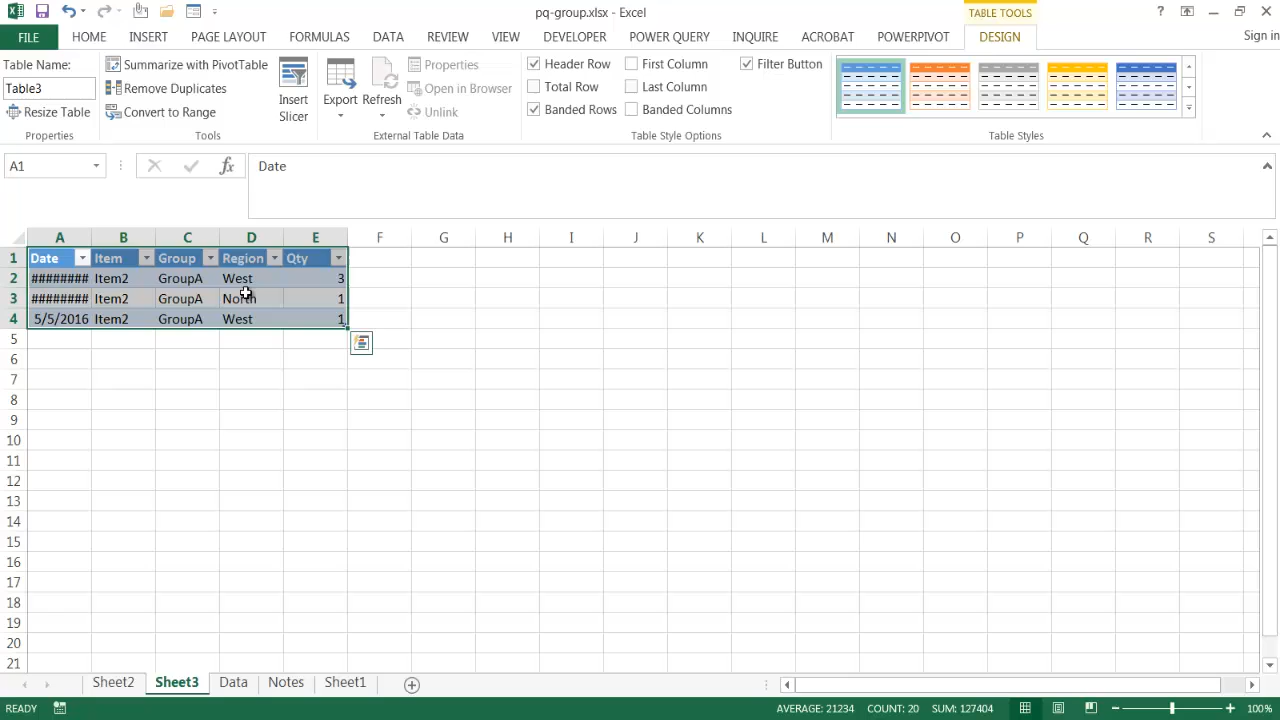 pq-group.xlsx - Excel
TABLE TOOLS
FILE HOME INSERT PAGE LAYOUT FORMULAS DATA REVIEW VIEW DEVELOPER POWER QUERY INQUIRE ACROBAT POWERPIVOT DESIGN Sign in
Table Name:
Table3
Resize Table
Properties
Summarize with PivotTable
Remove Duplicates
Convert to Range
Tools
Insert
Slicer
Export
Refresh
Properties
Open in Browser
Unlink
External Table Data
Header Row First Column Filter Button
Total Row Last Column
Banded Rows Banded Columns
Table Style Options
Table Styles
A1 fx Date
A B C D E F G H I J K L M N O P Q R S
1 Date Item Group Region Qty
2 ######## Item2 GroupA West 3
3 ######## Item2 GroupA North 1
4 5/5/2016 Item2 GroupA West 1
5
6
7
8
9
10
11
12
13
14
15
16
17
18
19
20
21
Sheet2 Sheet3 Data Notes Sheet1
READY AVERAGE: 21234 COUNT: 20 SUM: 127404 100%